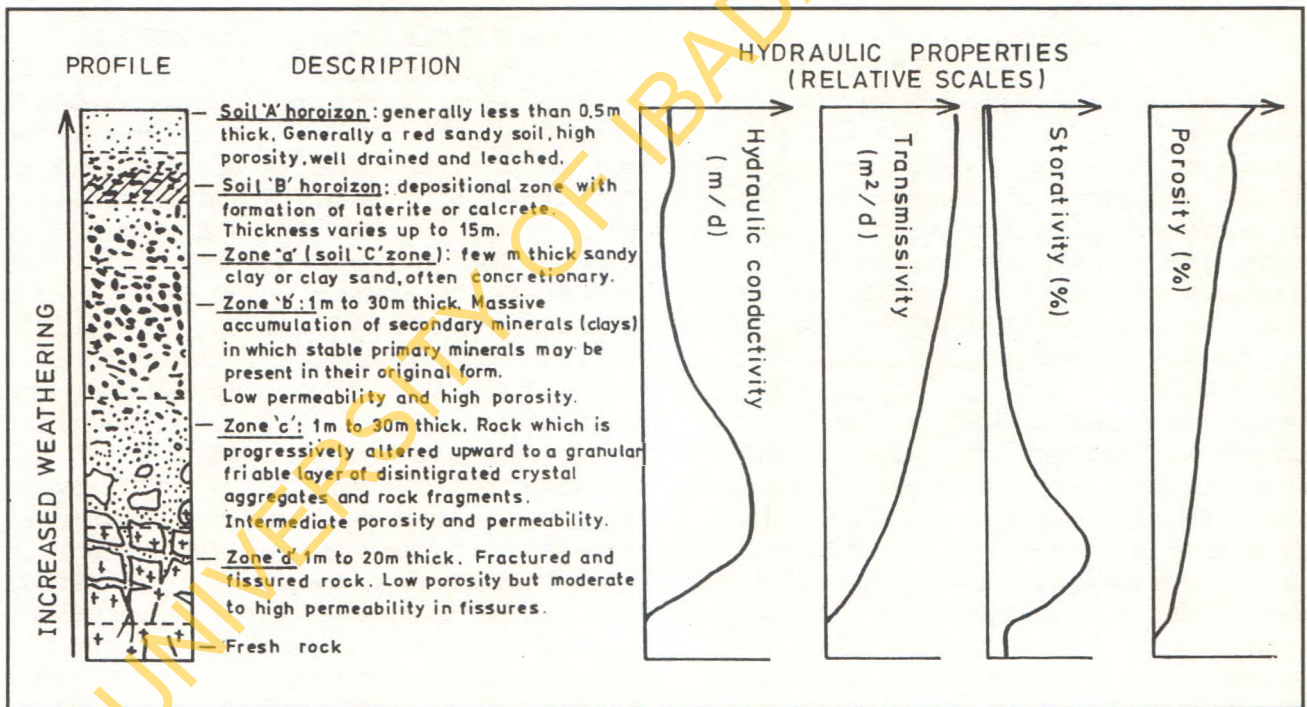 PROFILE
DESCRIPTION
HYDRAULIC PROPERTIES
(RELATIVE SCALES)
INCREASED WEATHERING
Soil 'A' horoizon: generally less than 0.5m
thick. Generally a red sandy soil, high
porosity, well drained and leached.
Soil 'B' horoizon: depositional zone with
formation of laterite or calcrete.
Thickness varies up to 15m.
Zone 'a' (soil 'C' zone): few m thick sandy
clay or clay sand, often concretionary.
Zone 'b': 1m to 30m thick. Massive
accumulation of secondary minerals (clays)
in which stable primary minerals may be
present in their original form.
Low permeability and high porosity.
Zone 'c': 1m to 30m thick. Rock which is
progressively altered upward to a granular
friable layer of disintigrated crystal
aggregates and rock fragments.
Intermediate porosity and permeability.
Zone 'd' 1m to 20m thick. Fractured and
fissured rock. Low porosity but moderate
to high permeability in fissures.
Fresh rock
Hydraulic conductivity
(m/d)
Transmissivity
(m²/d)
Storativity (%)
Porosity (%)
UNIVERSITY OF IBADA